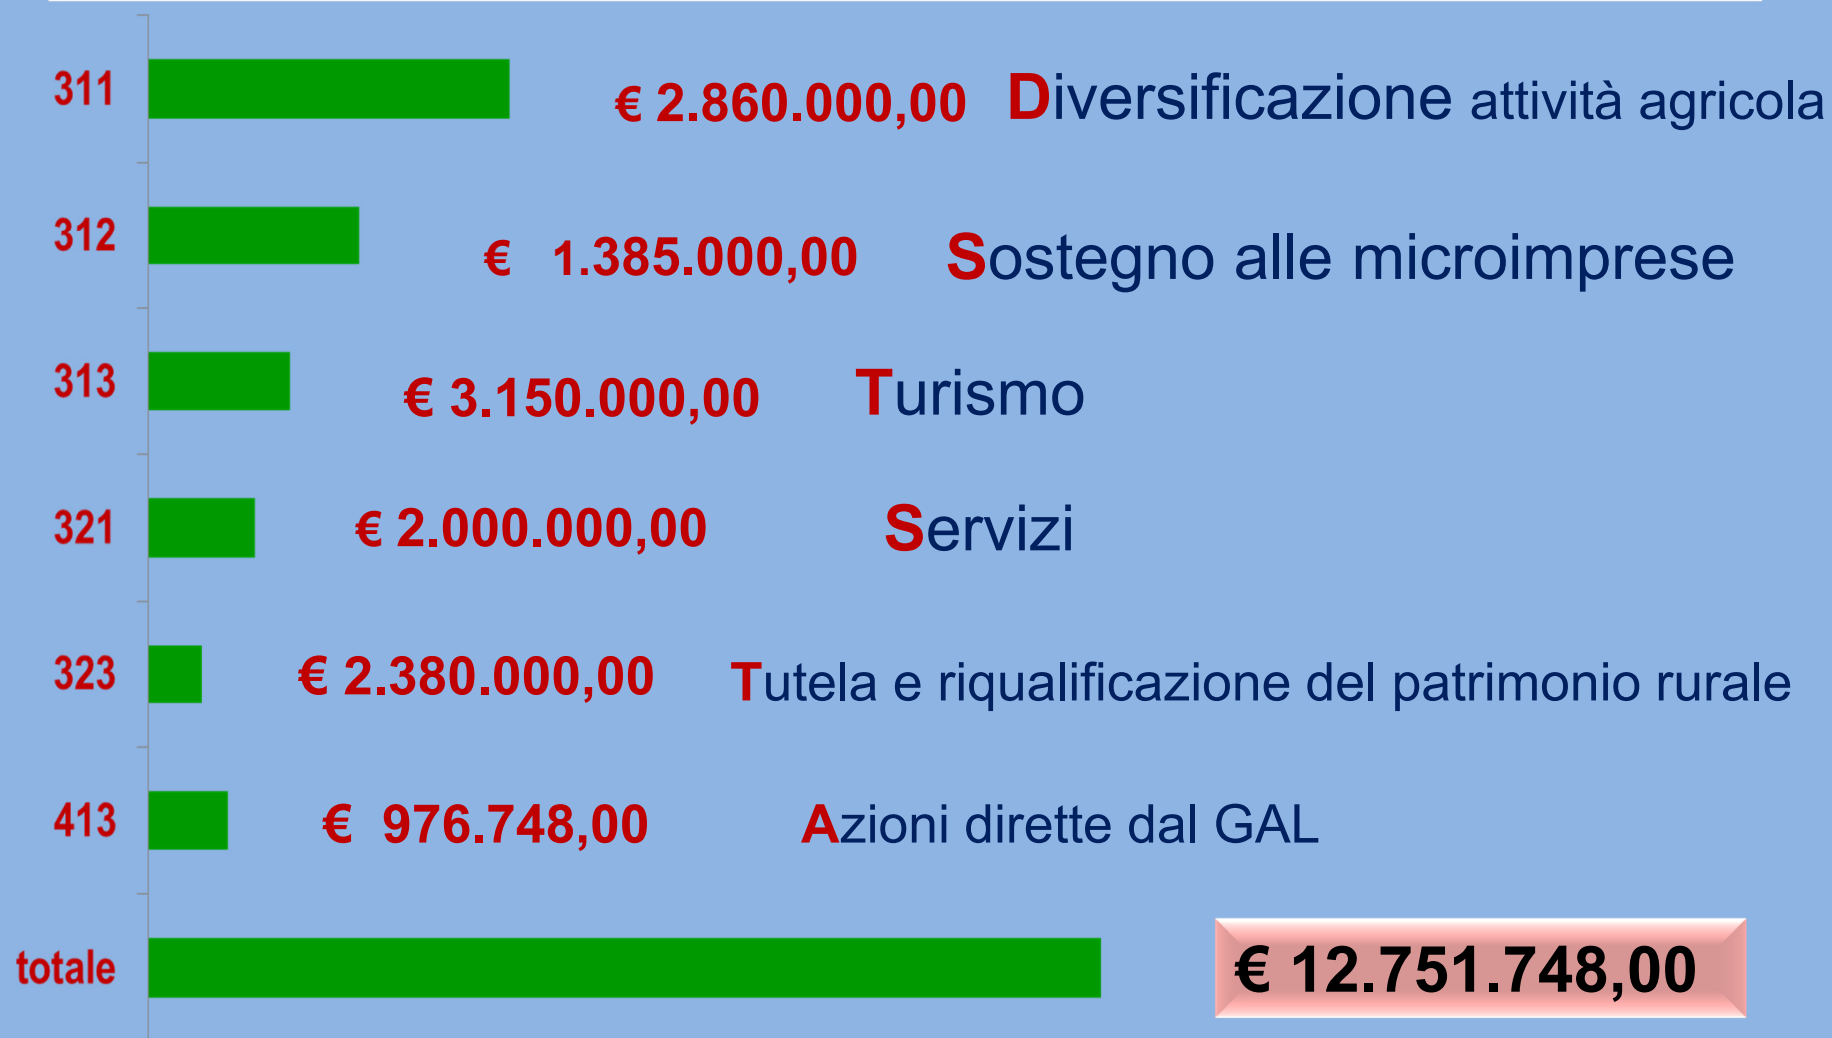 311 € 2.860.000,00 Diversificazione attività agricola
312 € 1.385.000,00 Sostegno alle microimprese
313 € 3.150.000,00 Turismo
321 € 2.000.000,00 Servizi
323 € 2.380.000,00 Tutela e riqualificazione del patrimonio rurale
413 € 976.748,00 Azioni dirette dal GAL
totale € 12.751.748,00